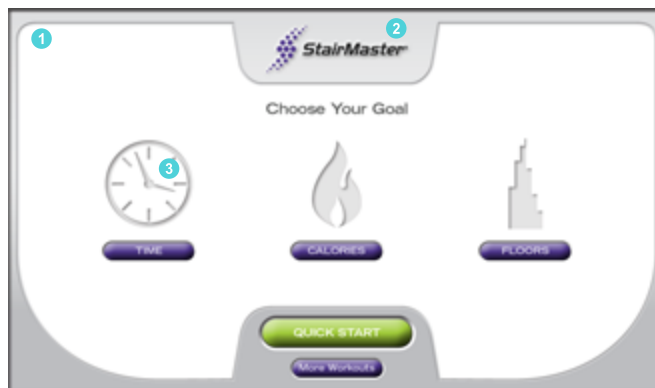 1
2
StairMaster
Choose Your Goal
3
TIME
CALORIES
FLOORS
QUICK START
More Workouts